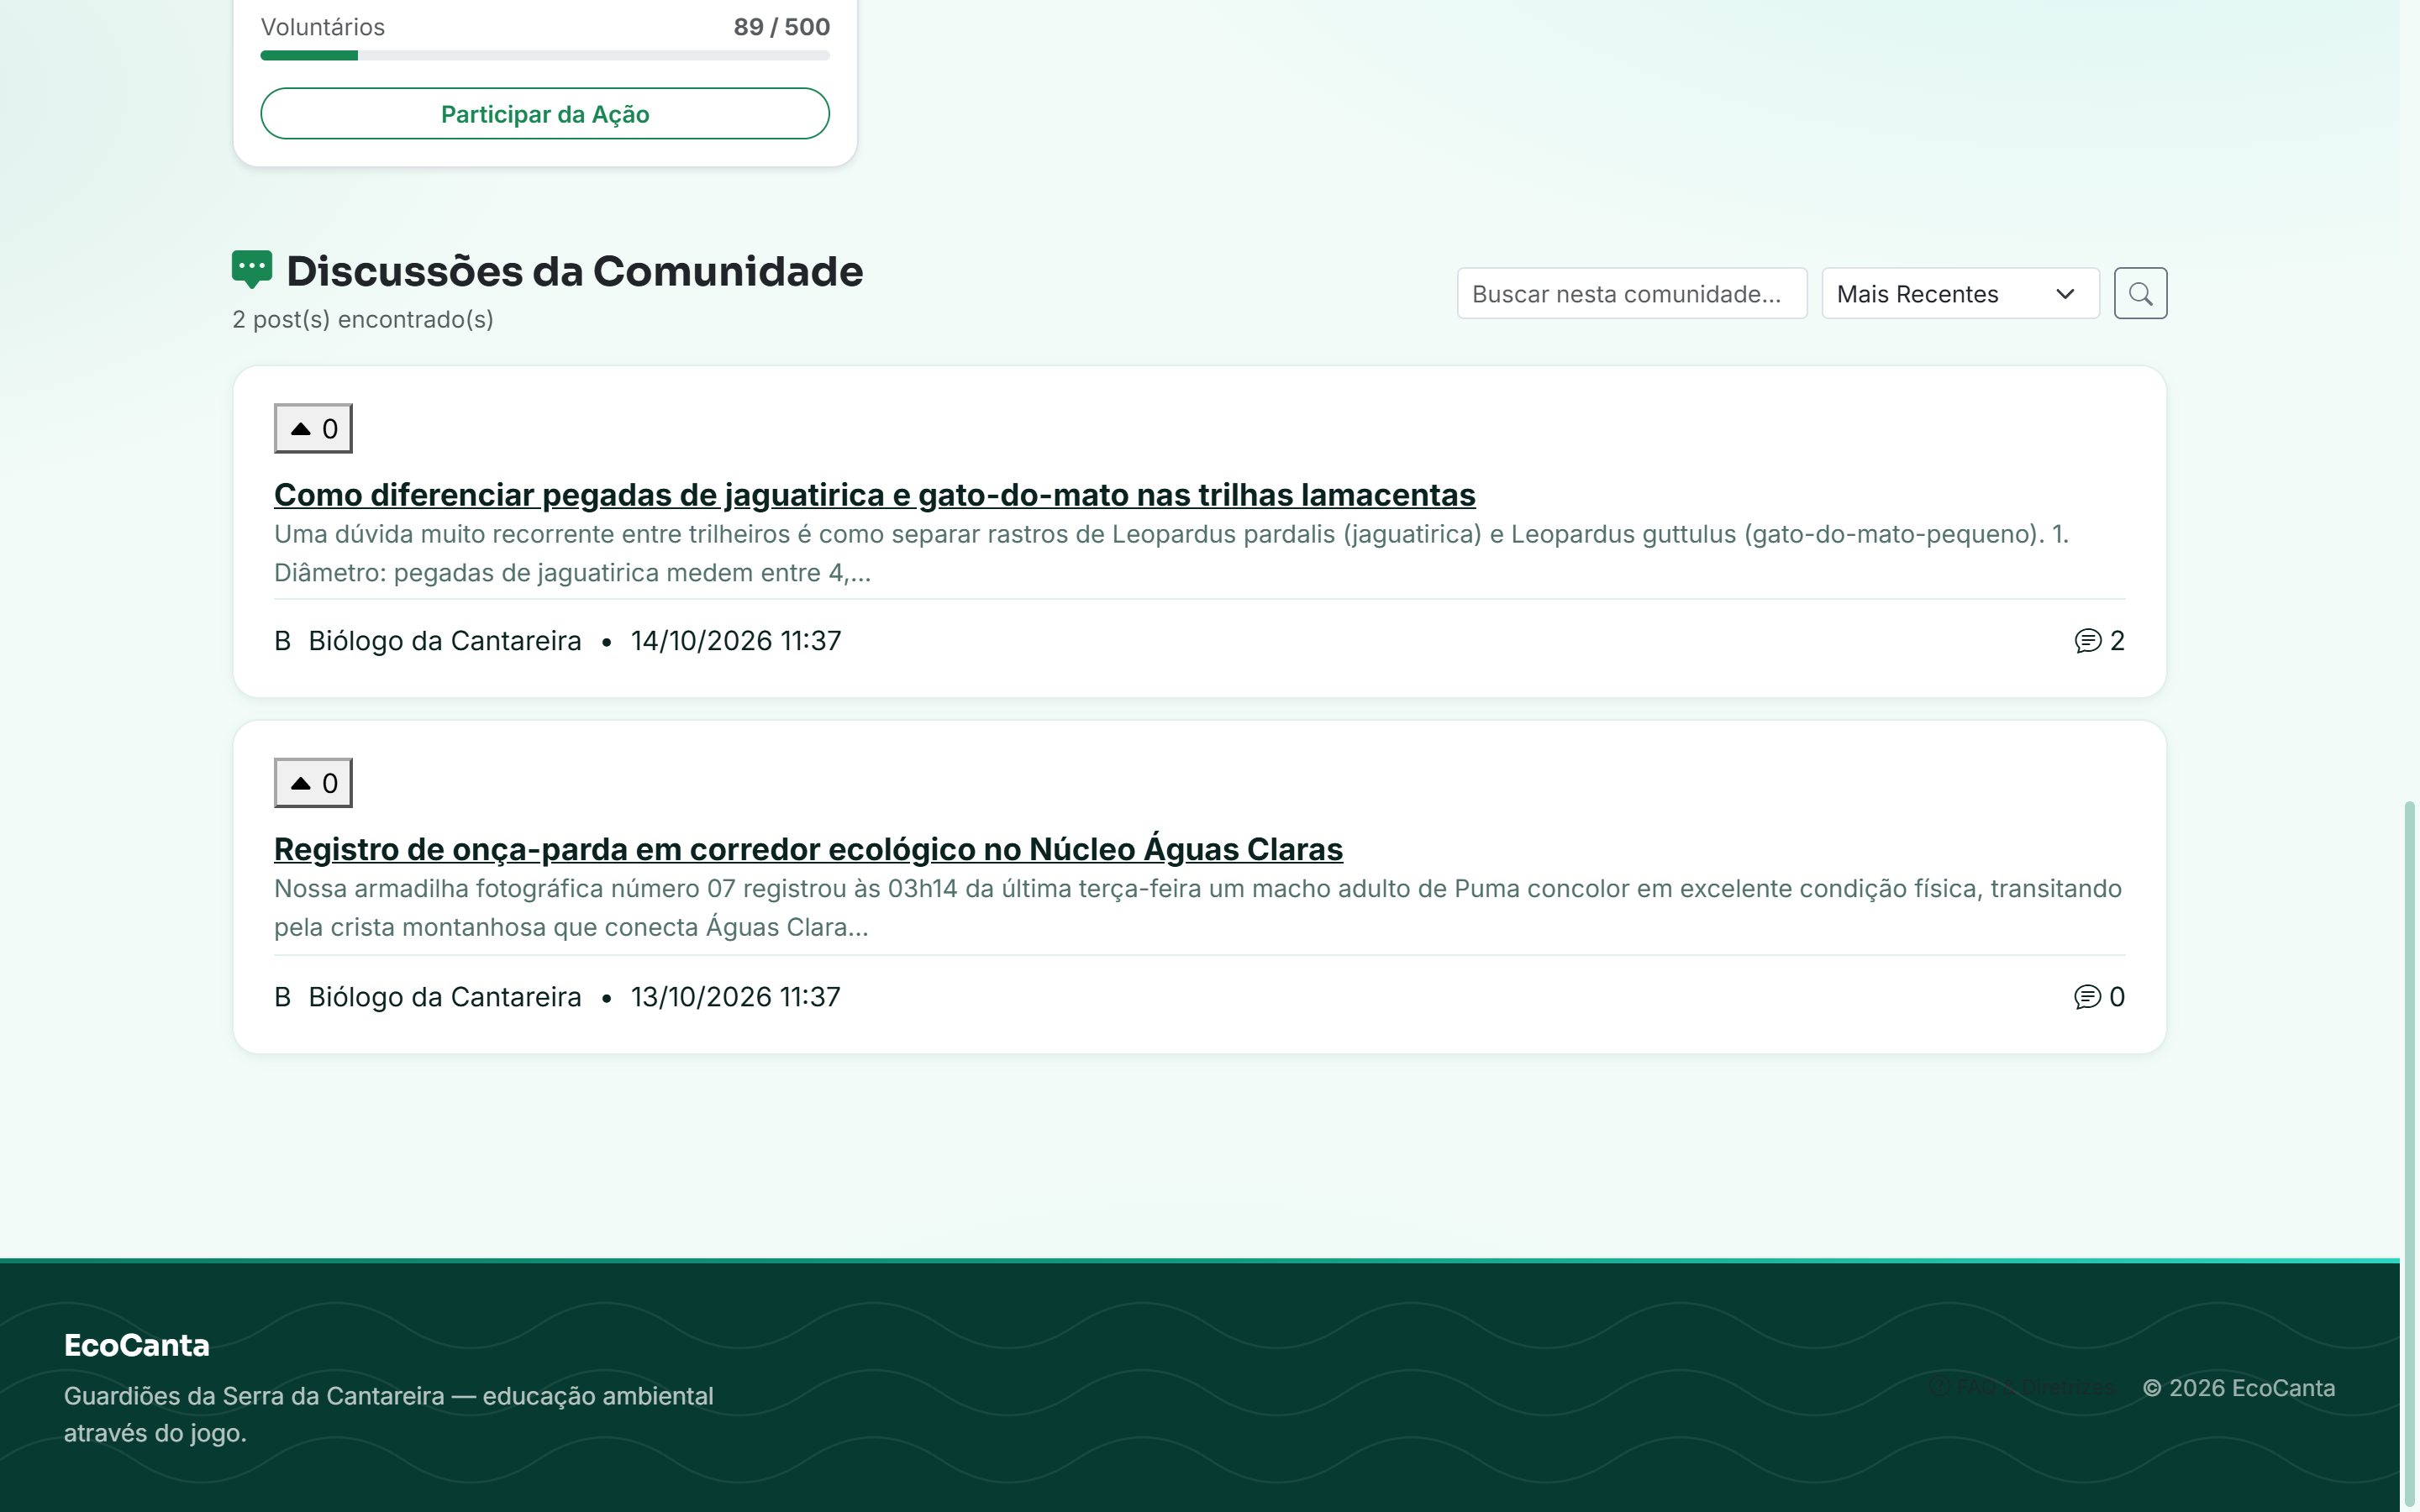 Voluntários 89 / 500
Participar da Ação
Discussões da Comunidade
2 post(s) encontrado(s)
Buscar nesta comunidade...
Mais Recentes
0
Como diferenciar pegadas de jaguatirica e gato-do-mato nas trilhas lamacentas
Uma dúvida muito recorrente entre trilheiros é como separar rastros de Leopardus pardalis (jaguatirica) e Leopardus guttulus (gato-do-mato-pequeno). 1.
Diâmetro: pegadas de jaguatirica medem entre 4,...
B Biólogo da Cantareira • 14/10/2026 11:37 2
0
Registro de onça-parda em corredor ecológico no Núcleo Águas Claras
Nossa armadilha fotográfica número 07 registrou às 03h14 da última terça-feira um macho adulto de Puma concolor em excelente condição física, transitando
pela crista montanhosa que conecta Águas Clara...
B Biólogo da Cantareira • 13/10/2026 11:37 0
EcoCanta
Guardiões da Serra da Cantareira — educação ambiental
através do jogo.
FAQ & Diretrizes © 2026 EcoCanta